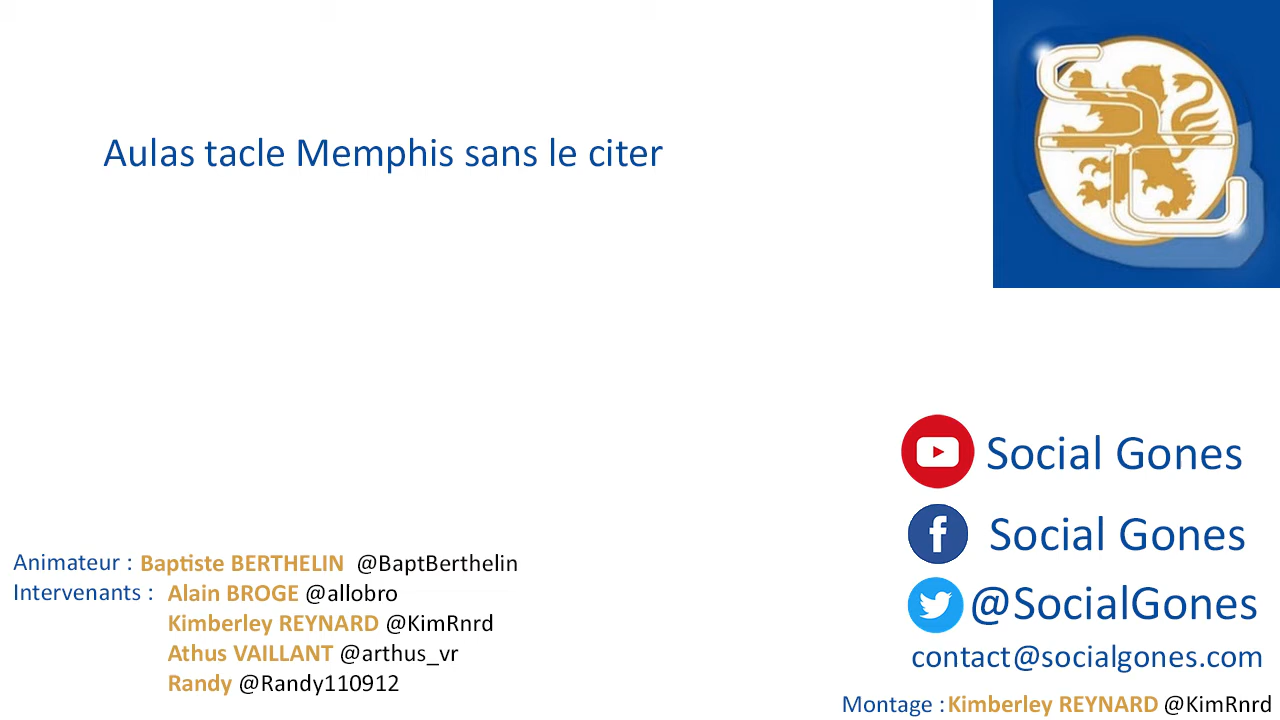 Aulas tacle Memphis sans le citer
Social Gones
Social Gones
@SocialGones
contact@socialgones.com
Animateur : Baptiste BERTHELIN @BaptBerthelin
Intervenants : Alain BROGE @allobro
Kimberley REYNARD @KimRnrd
Athus VAILLANT @arthus_vr
Randy @Randy110912
Montage : Kimberley REYNARD @KimRnrd